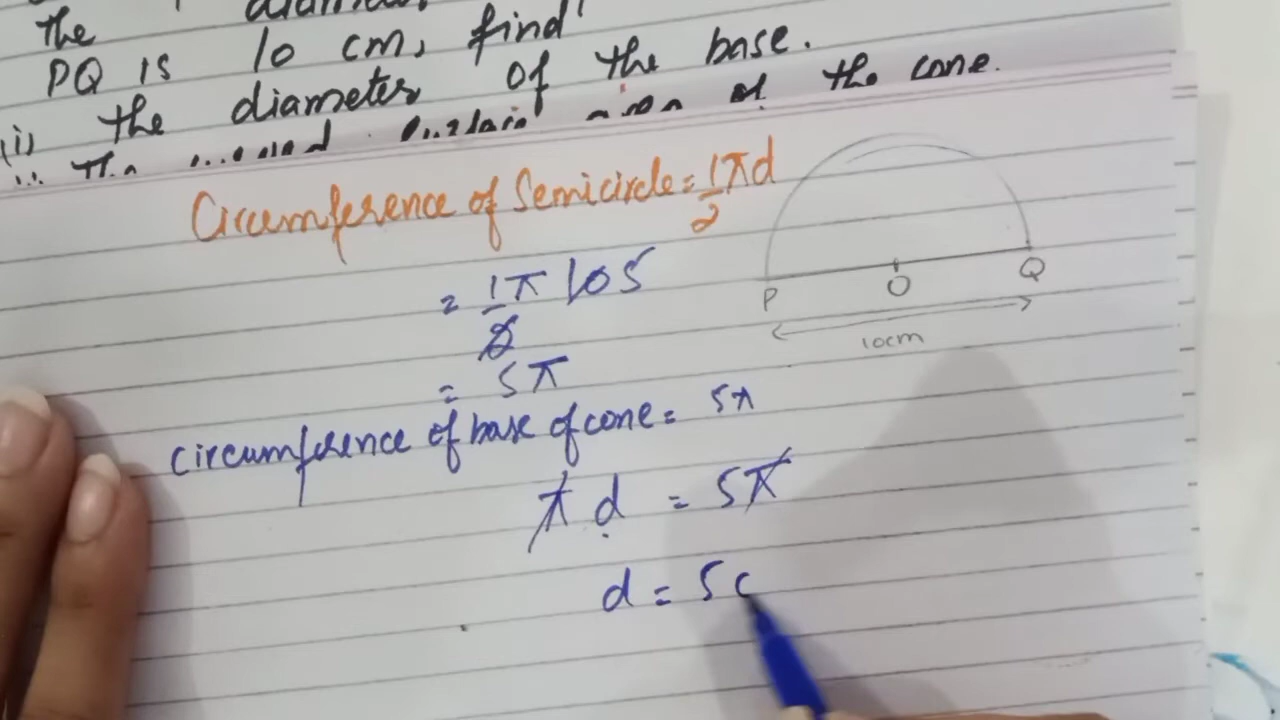 the
PQ is 10 cm, find
(i) the diameter of the base.
of the cone.
Circumference of Semicircle = 1/2 πd
= 1/2 π 10 5
= 5π
circumference of base of cone = 5π
π d = 5π
d = 5c
P O Q
10cm